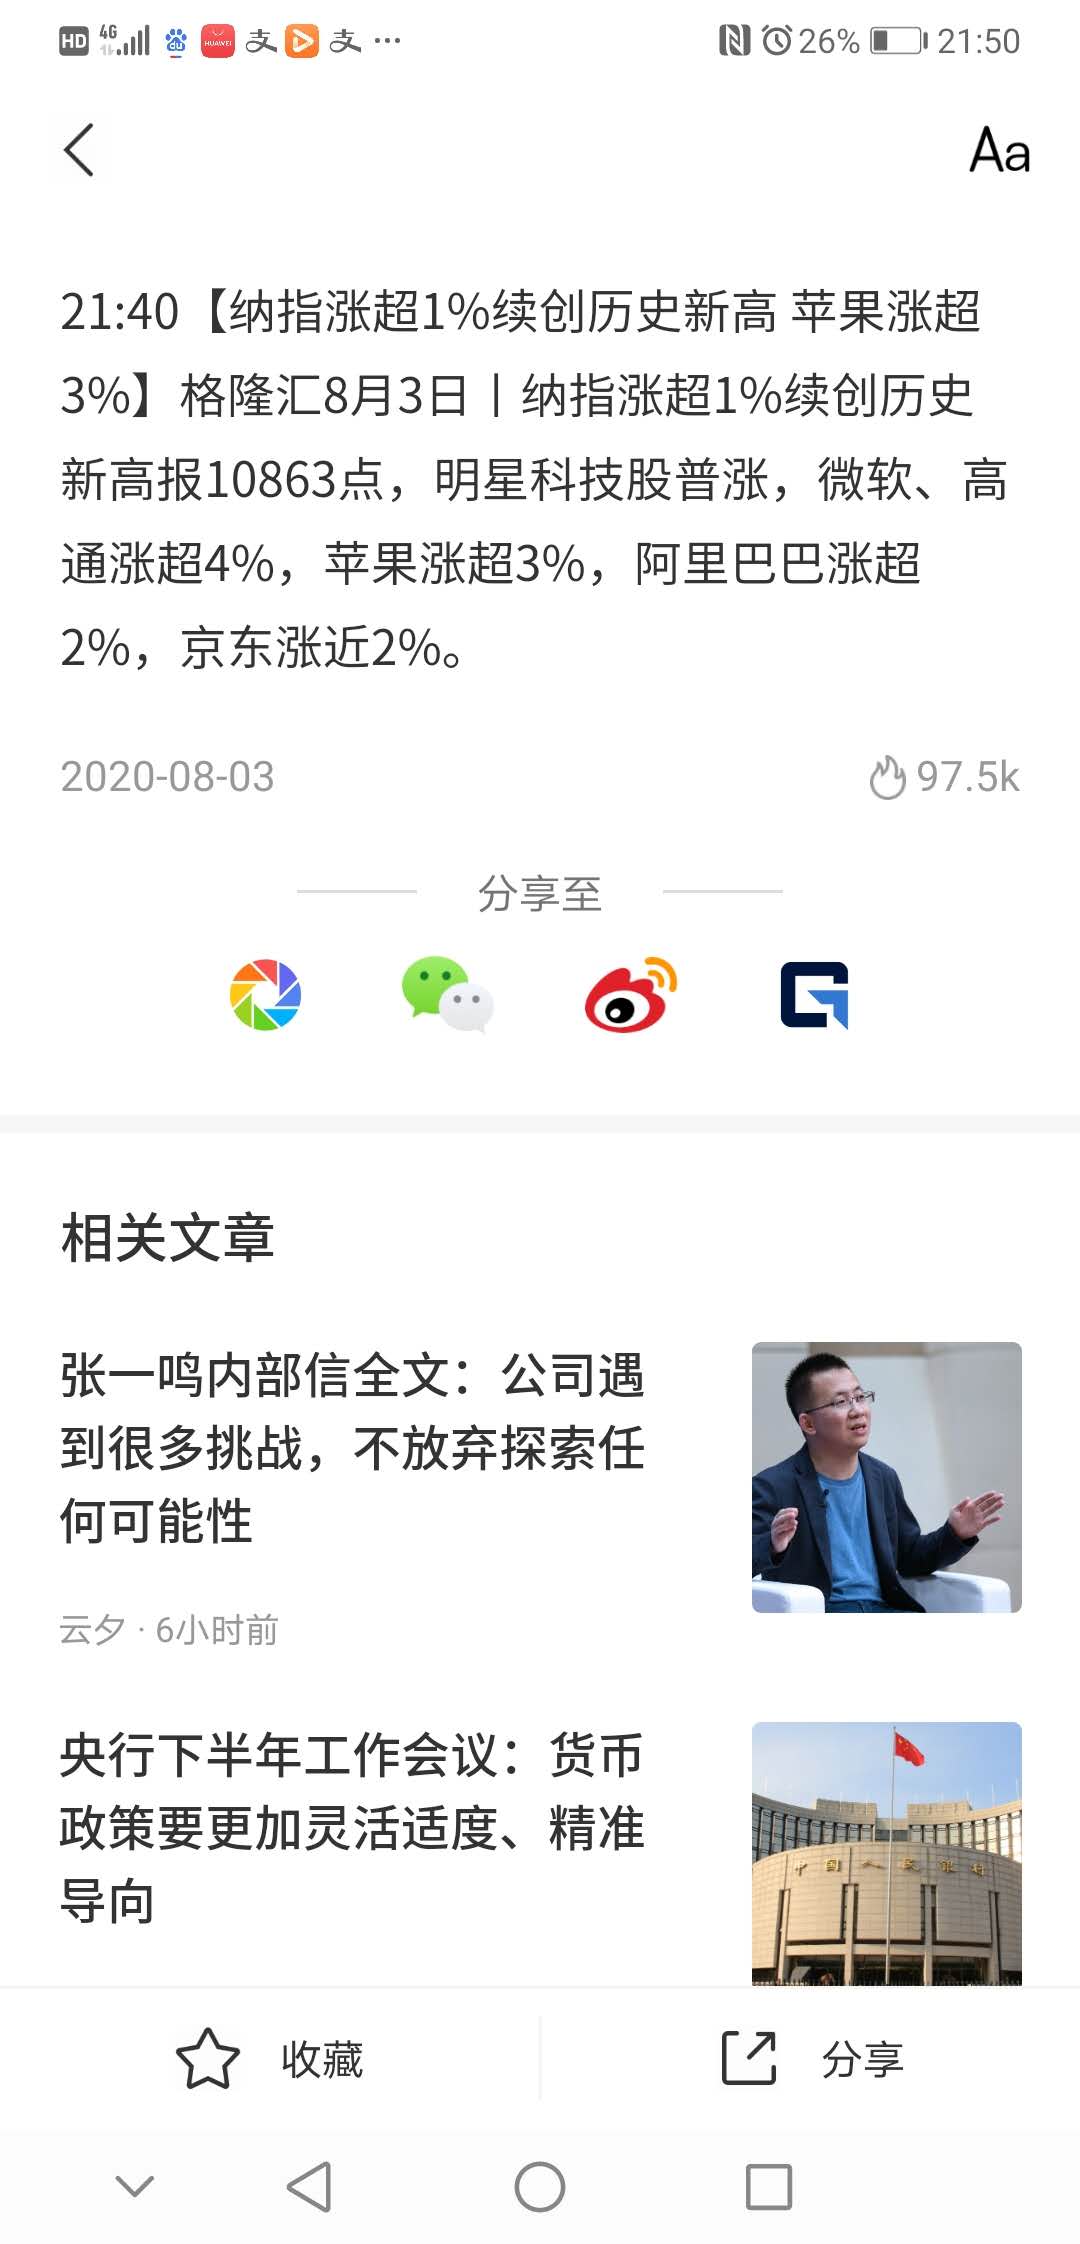 HD 4G du HUAWEI 支 支 ··· 26% 21:50
Aa
21:40【纳指涨超1%续创历史新高 苹果涨超
3%】格隆汇8月3日丨纳指涨超1%续创历史
新高报10863点，明星科技股普涨，微软、高
通涨超4%，苹果涨超3%，阿里巴巴涨超
2%，京东涨近2%。
2020-08-03 97.5k
分享至
相关文章
张一鸣内部信全文：公司遇
到很多挑战，不放弃探索任
何可能性
云夕 · 6小时前
央行下半年工作会议：货币
政策要更加灵活适度、精准
导向
中国人民银行
收藏 分享